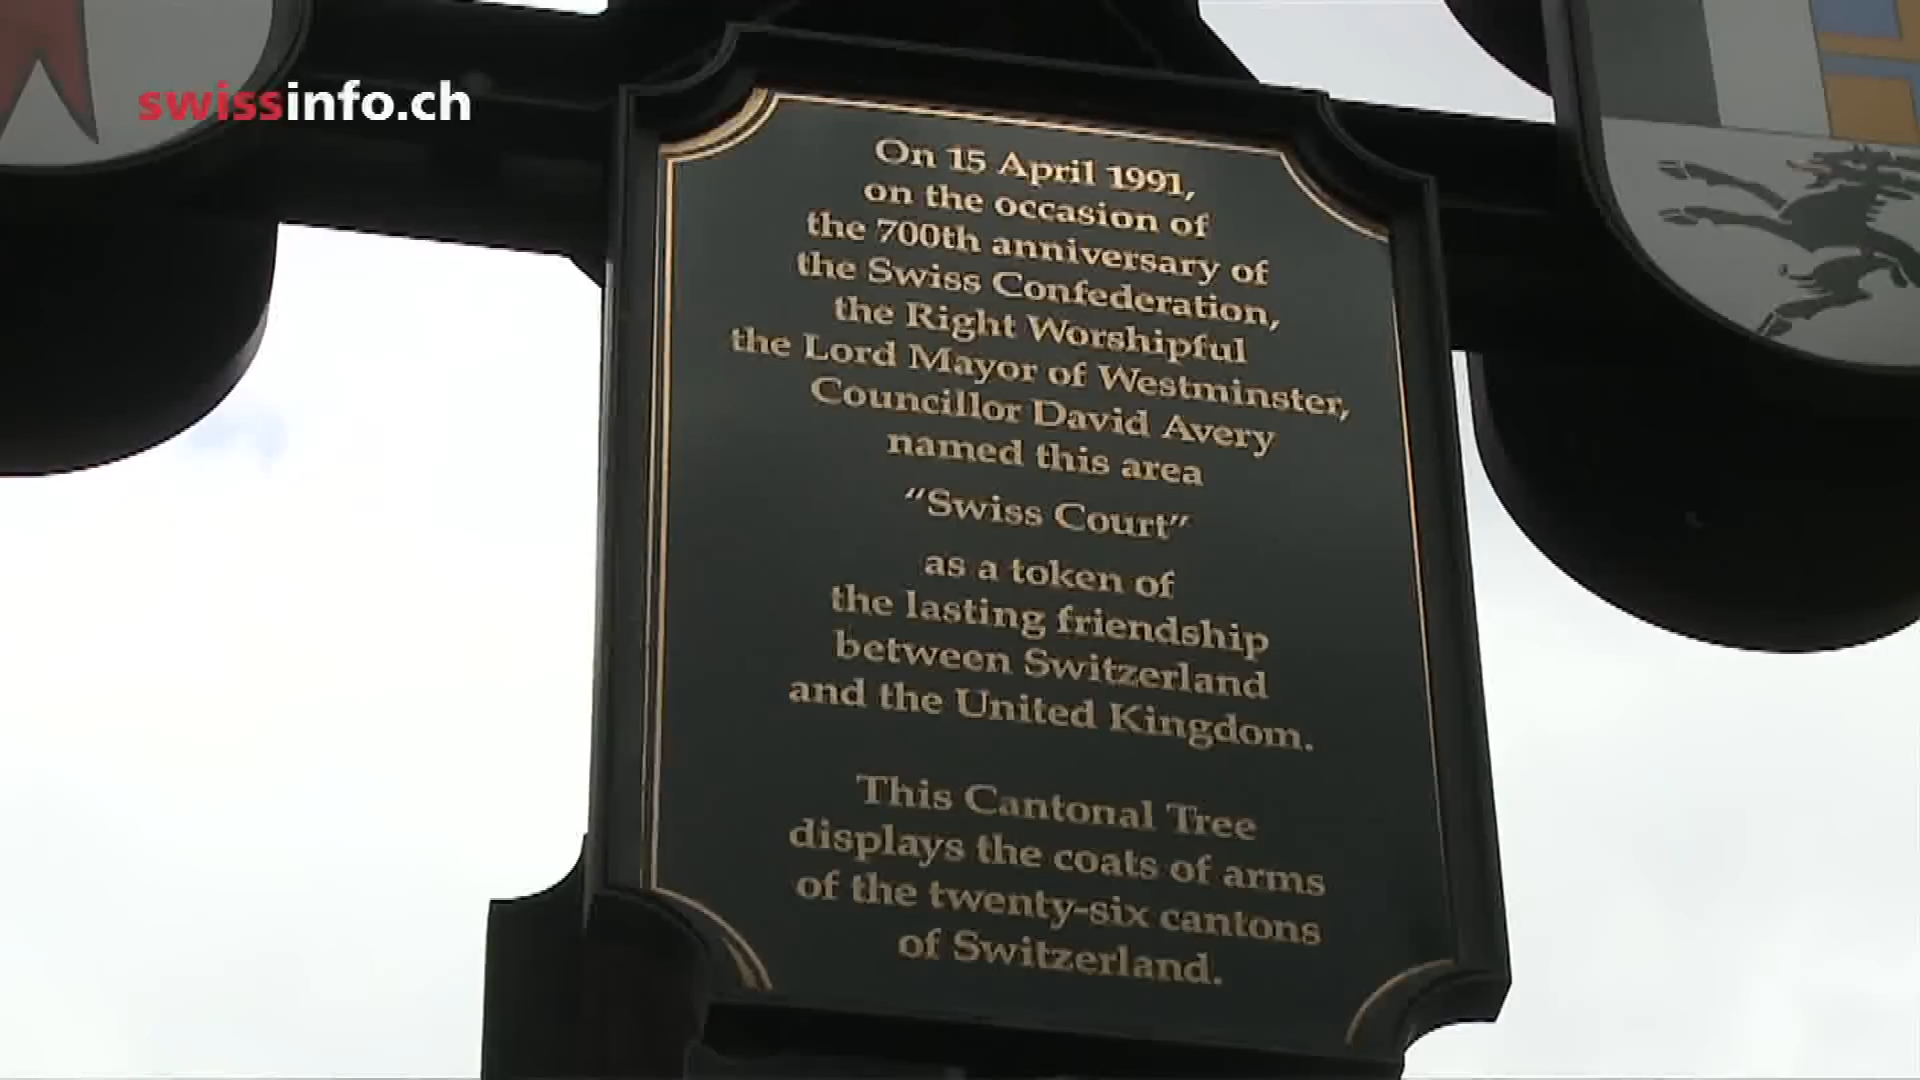 swissinfo.ch
On 15 April 1991,
on the occasion of
the 700th anniversary of
the Swiss Confederation,
the Right Worshipful
the Lord Mayor of Westminster,
Councillor David Avery
named this area
“Swiss Court”
as a token of
the lasting friendship
between Switzerland
and the United Kingdom.
This Cantonal Tree
displays the coats of arms
of the twenty-six cantons
of Switzerland.